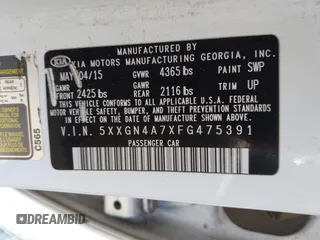 MANUFACTURED BY
KIA MOTORS MANUFACTURING GEORGIA, INC.
MAY/04/15 GVWR 4365 lbs PAINT SWP
GAWR FRONT 2425 lbs GAWR REAR 2116 lbs TRIM UP
THIS VEHICLE CONFORMS TO ALL APPLICABLE FEDERAL
MOTOR VEHICLE SAFETY, BUMPER, AND THEFT PREVENTION
STANDARDS IN EFFECT ON THE DATE OF MANUFACTURE SHOWN ABOVE.
V.I.N. 5XXGN4A7XFG475391
PASSENGER CAR
C565
DREAMBID